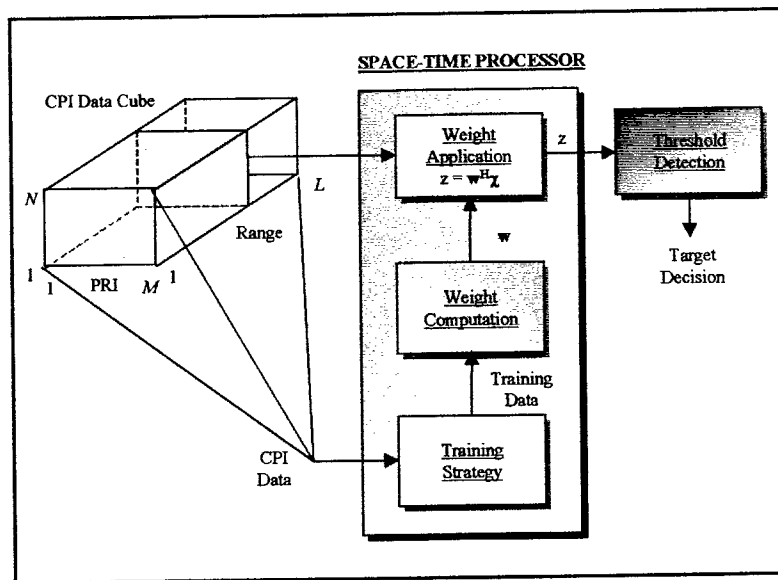 SPACE-TIME PROCESSOR
CPI Data Cube
Weight
Application
z = w^H χ
z
Threshold
Detection
N
L
Range
w
1
1
PRI
M
1
Target
Decision
Weight
Computation
Training
Data
CPI
Data
Training
Strategy